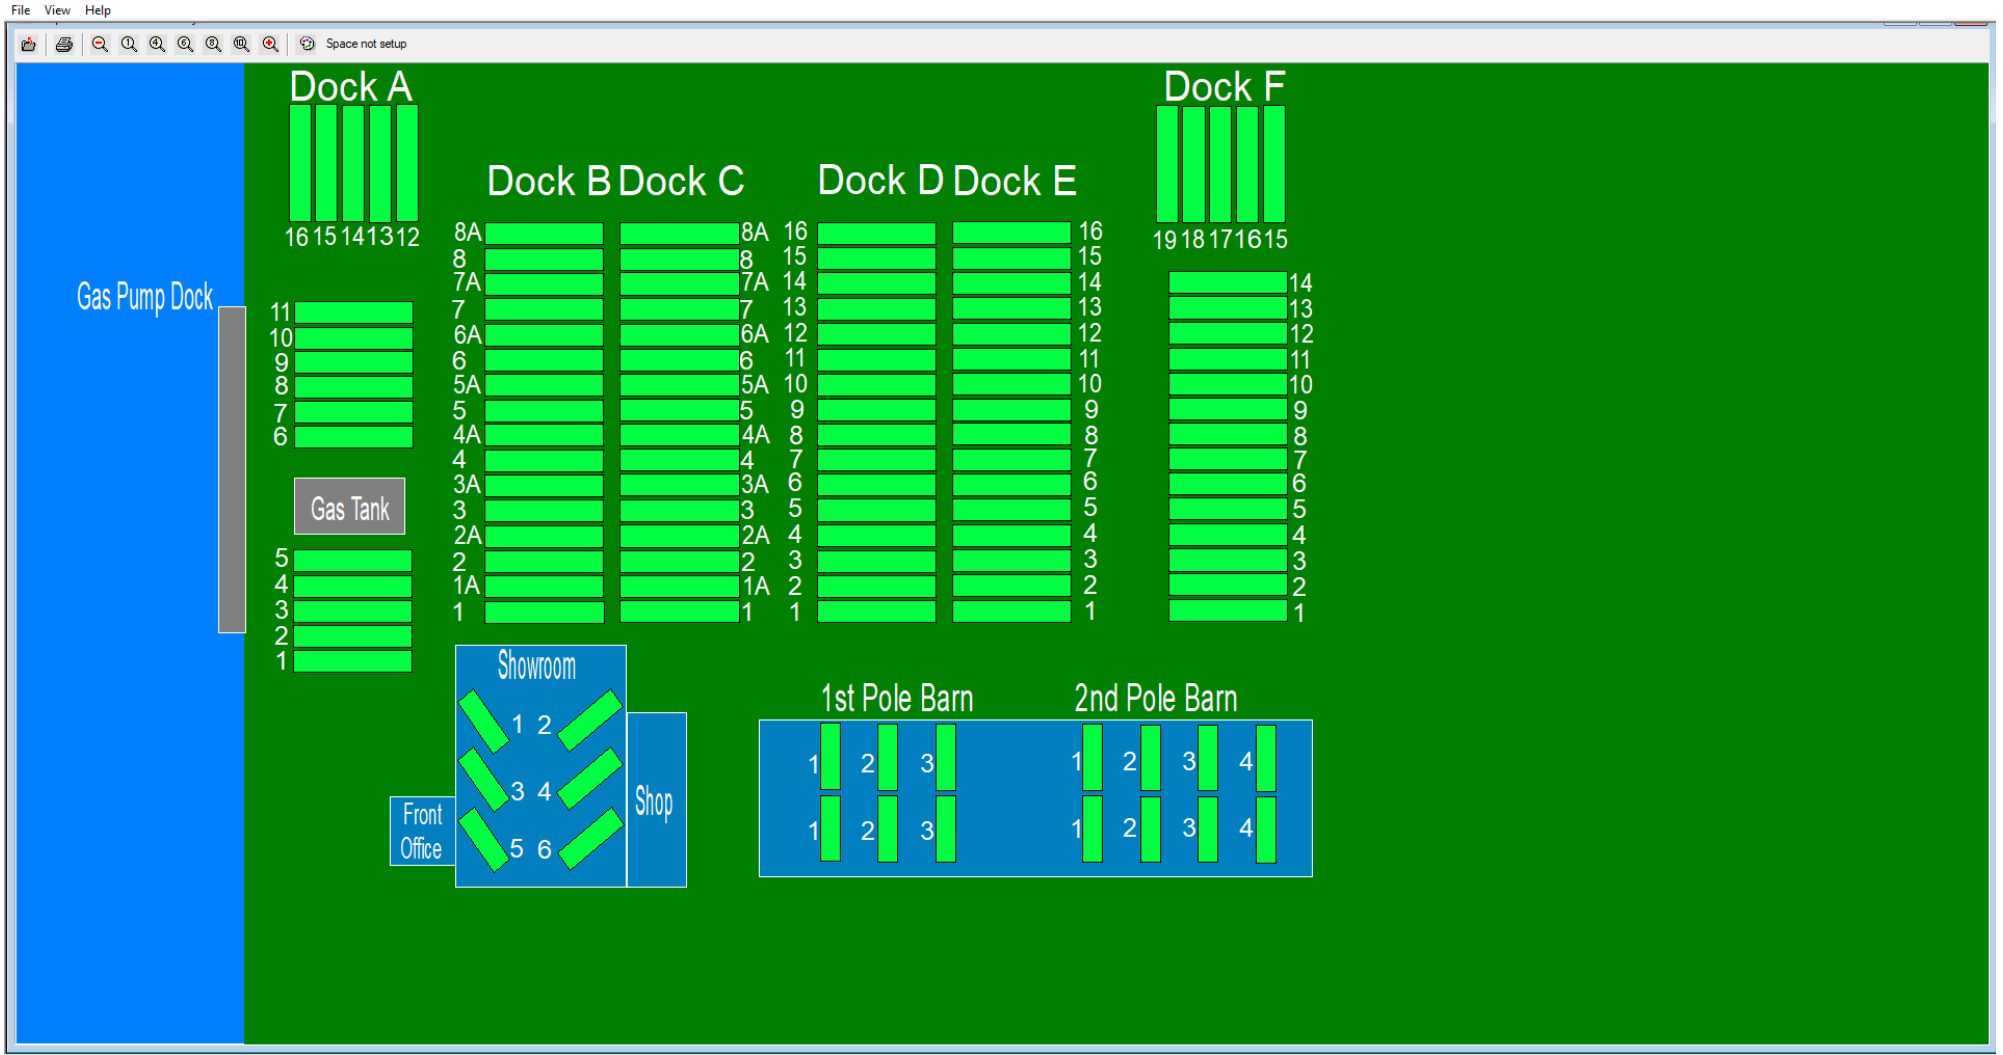 File View Help
Space not setup
Dock A
Dock F
16 15 14 13 12
Dock B Dock C
Dock D Dock E
19 18 17 16 15
Gas Pump Dock
11
10
9
8
7
6
Gas Tank
5
4
3
2
1
8A 8A 16 16
8 8 15 15
7A 7A 14 14
7 7 13 13
6A 6A 12 12
6 6 11 11
5A 5A 10 10
5 5 9 9
4A 4A 8 8
4 4 7 7
3A 3A 6 6
3 3 5 5
2A 2A 4 4
2 2 3 3
1A 1A 2 2
1 1 1 1
14
13
12
11
10
9
8
7
6
5
4
3
2
1
Showroom
1 2
3 4
5 6
Front
Office
Shop
1st Pole Barn
2nd Pole Barn
1 2 3
1 2 3 4
1 2 3
1 2 3 4